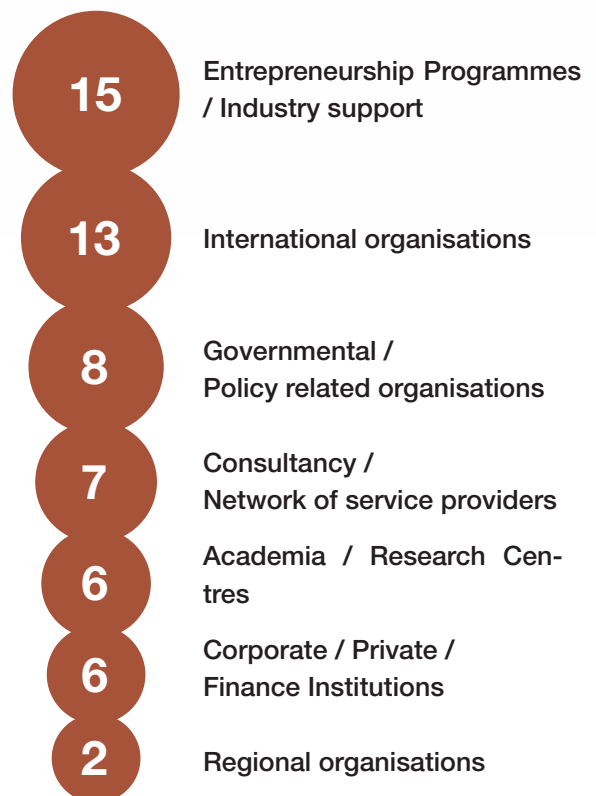 15
Entrepreneurship Programmes
/ Industry support
13
International organisations
8
Governmental /
Policy related organisations
7
Consultancy /
Network of service providers
6
Academia / Research Cen-
tres
6
Corporate / Private /
Finance Institutions
2
Regional organisations